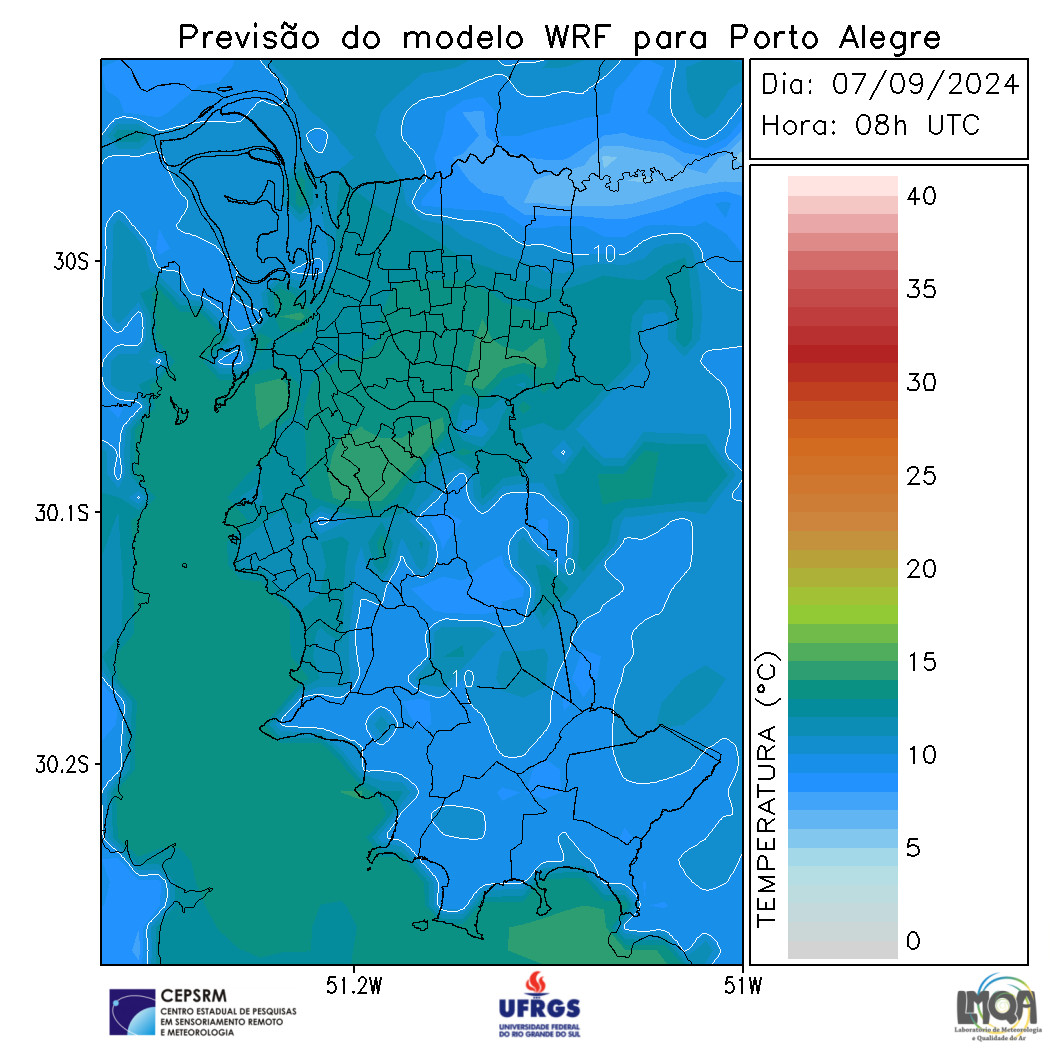 Previsão do modelo WRF para Porto Alegre
Dia: 07/09/2024
Hora: 08h UTC
30S
30.1S
30.2S
51.2W
51W
10
10
10
TEMPERATURA (°C)
40
35
30
25
20
15
10
5
0
CEPSRM
CENTRO ESTADUAL DE PESQUISAS
EM SENSORIAMENTO REMOTO
E METEOROLOGIA
UFRGS
UNIVERSIDADE FEDERAL
DO RIO GRANDE DO SUL
LMQA
Laboratório de Meteorologia
e Qualidade do Ar